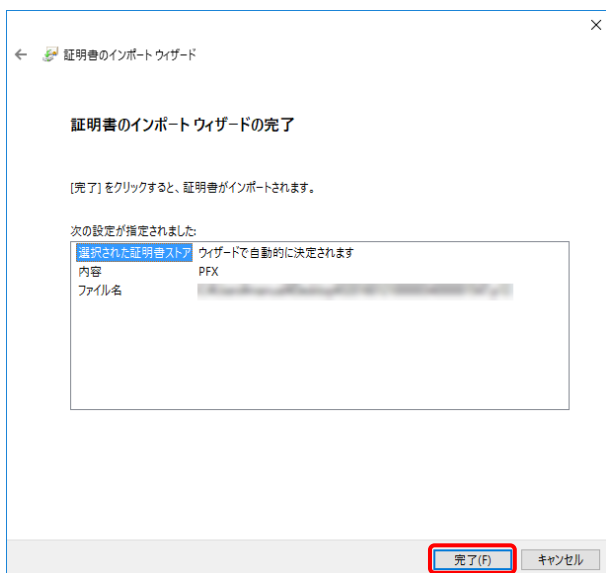 証明書のインポート ウィザード
証明書のインポート ウィザードの完了
[完了] をクリックすると、証明書がインポートされます。
次の設定が指定されました:
選択された証明書ストア ウィザードで自動的に決定されます
内容 PFX
ファイル名
完了(F) キャンセル